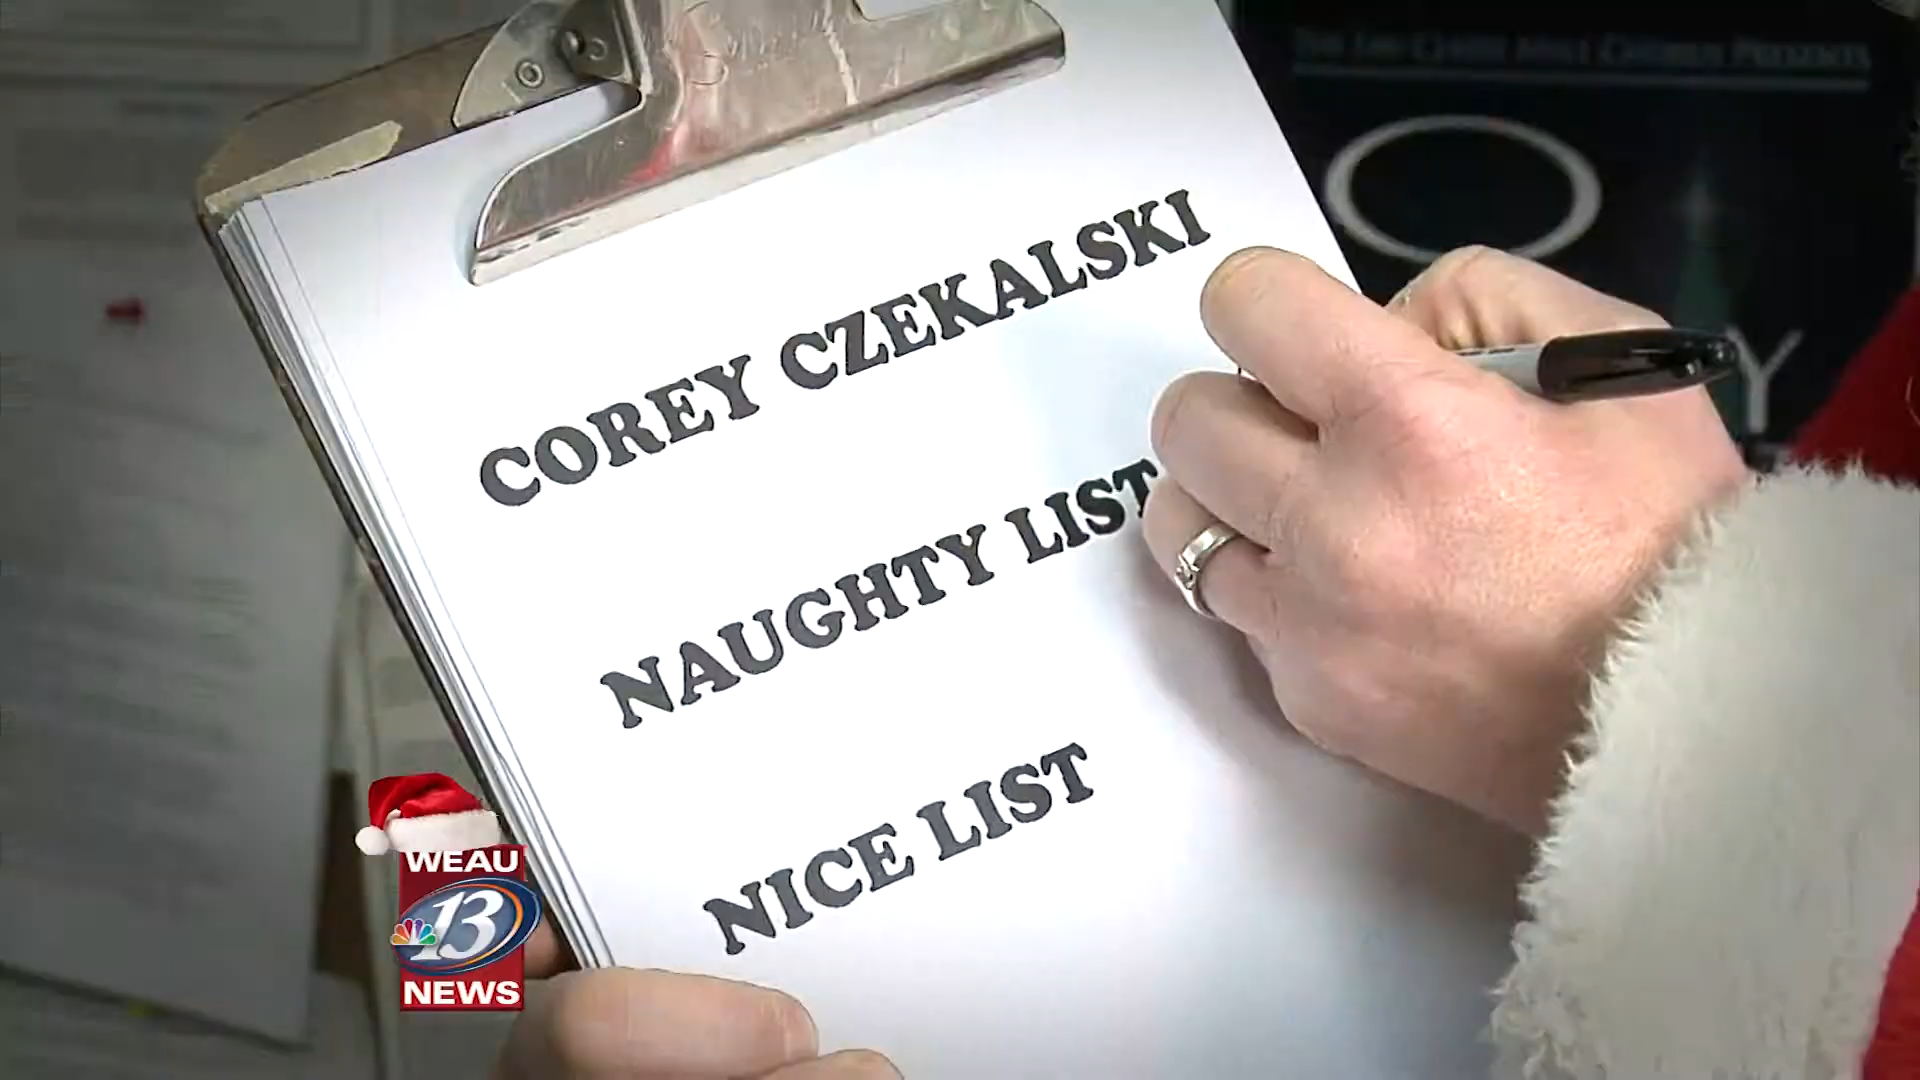 COREY CZEKALSKI
NAUGHTY LIST
NICE LIST
WEAU
13
NEWS